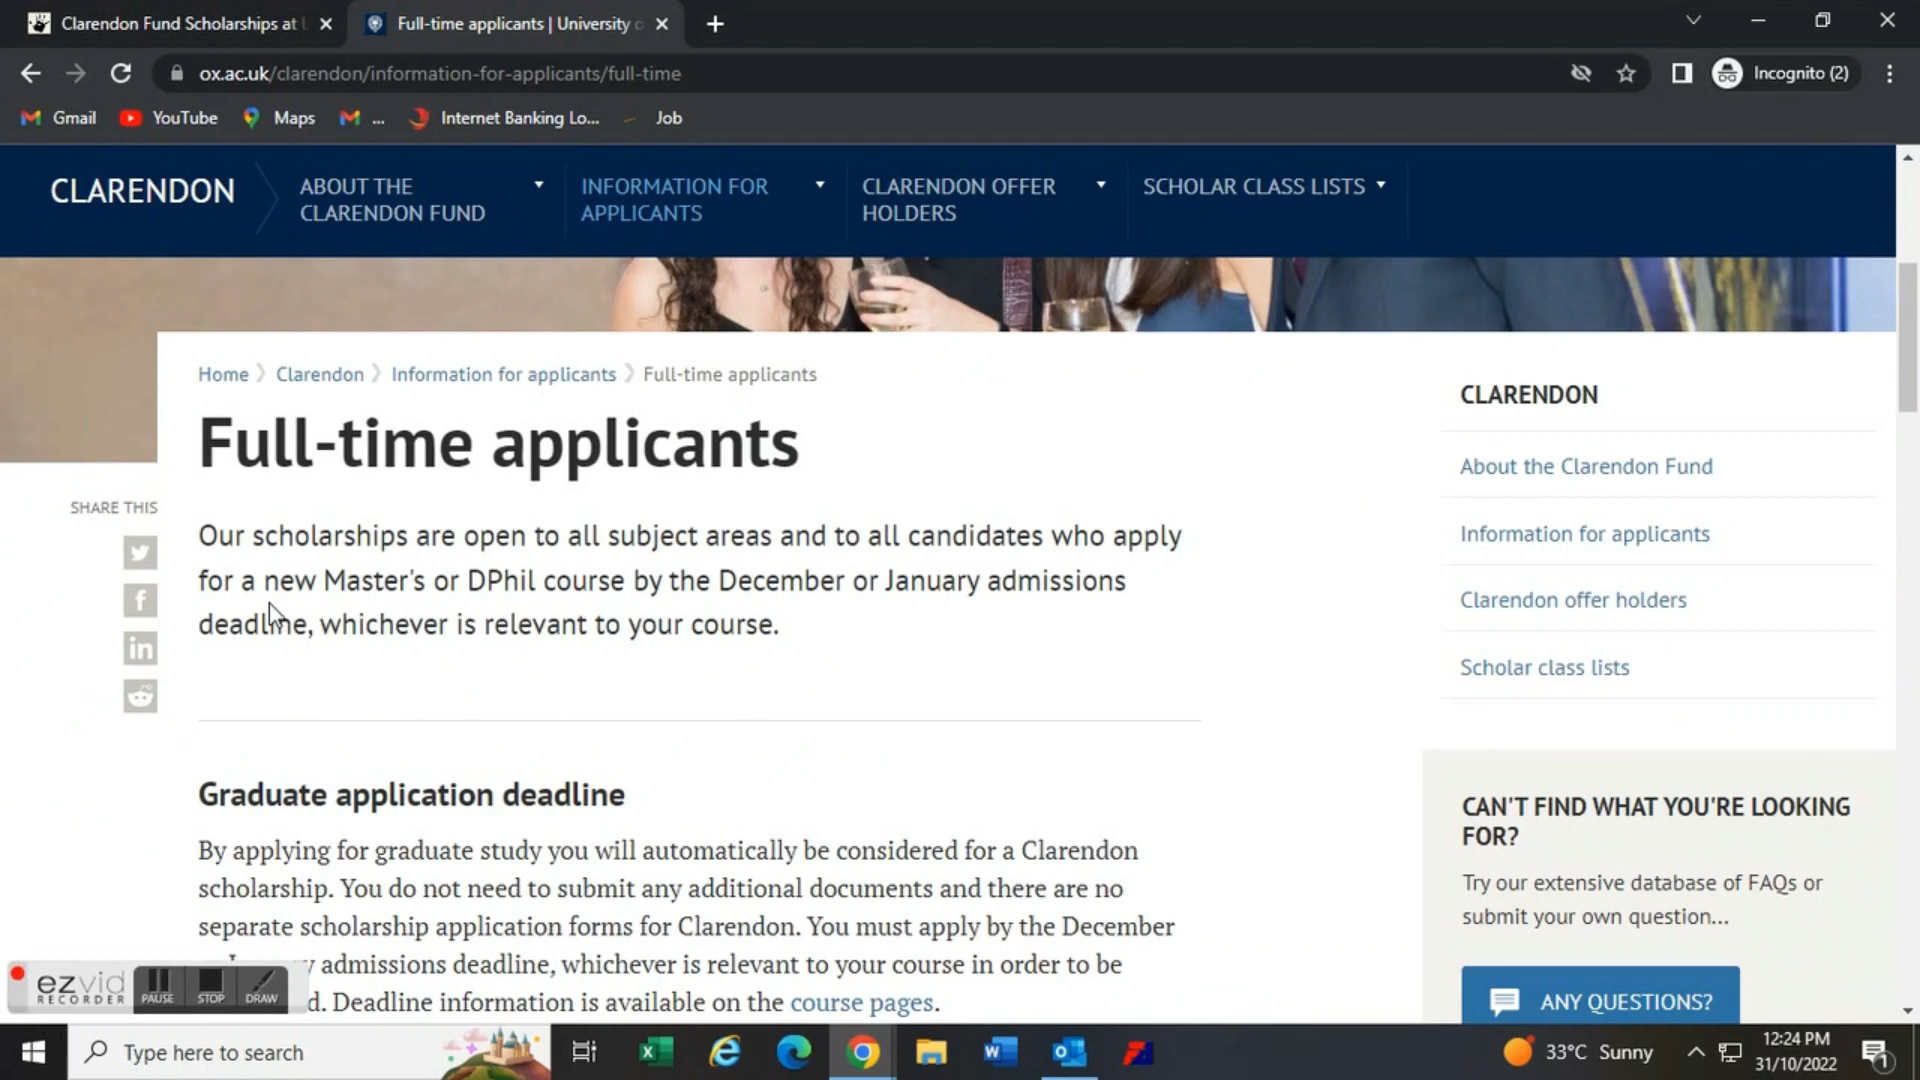 Clarendon Fund Scholarships at
Full-time applicants | University o
ox.ac.uk/clarendon/information-for-applicants/full-time
Incognito (2)
Gmail
YouTube
Maps
...
Internet Banking Lo...
Job
CLARENDON
ABOUT THE
CLARENDON FUND
INFORMATION FOR
APPLICANTS
CLARENDON OFFER
HOLDERS
SCHOLAR CLASS LISTS
Home
Clarendon
Information for applicants
Full-time applicants
Full-time applicants
SHARE THIS
Our scholarships are open to all subject areas and to all candidates who apply
for a new Master's or DPhil course by the December or January admissions
deadline, whichever is relevant to your course.
Graduate application deadline
By applying for graduate study you will automatically be considered for a Clarendon
scholarship. You do not need to submit any additional documents and there are no
separate scholarship application forms for Clarendon. You must apply by the December
admissions deadline, whichever is relevant to your course in order to be
d. Deadline information is available on the course pages.
CLARENDON
About the Clarendon Fund
Information for applicants
Clarendon offer holders
Scholar class lists
CAN'T FIND WHAT YOU'RE LOOKING
FOR?
Try our extensive database of FAQs or
submit your own question...
ANY QUESTIONS?
ezvid
RECORDER
PAUSE
STOP
DRAW
Type here to search
33°C Sunny
12:24 PM
31/10/2022
1